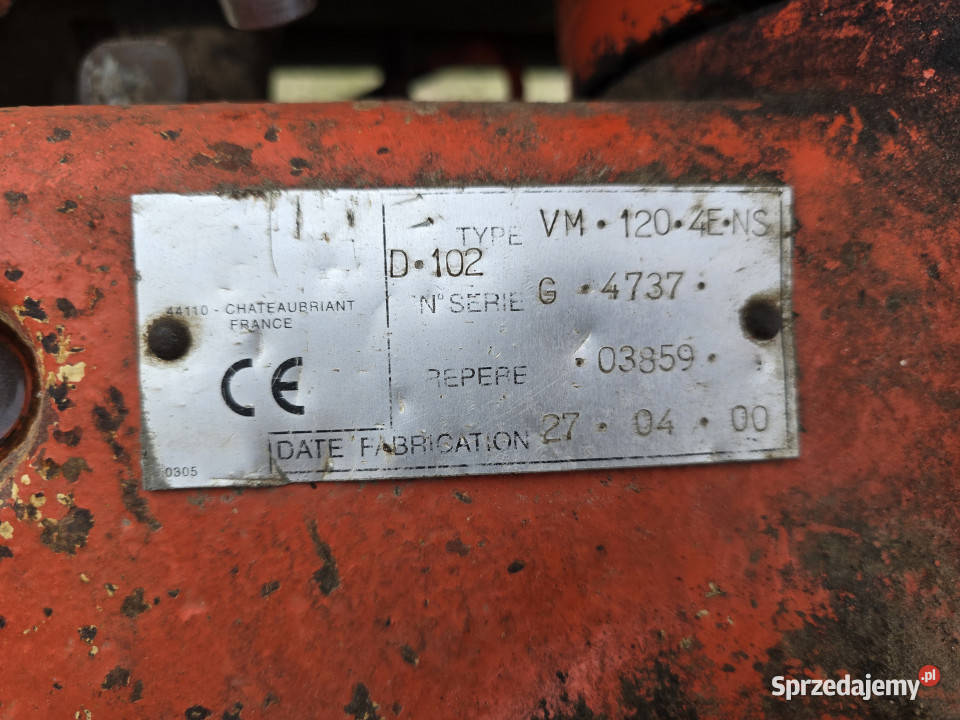 44110 - CHATEAUBRIANT
FRANCE
CE
0305
TYPE VM·120·4E·NS
D·102
N° SERIE G·4737·
REPERE ·03859·
DATE FABRICATION 27·04·00
Sprzedajemy.pl